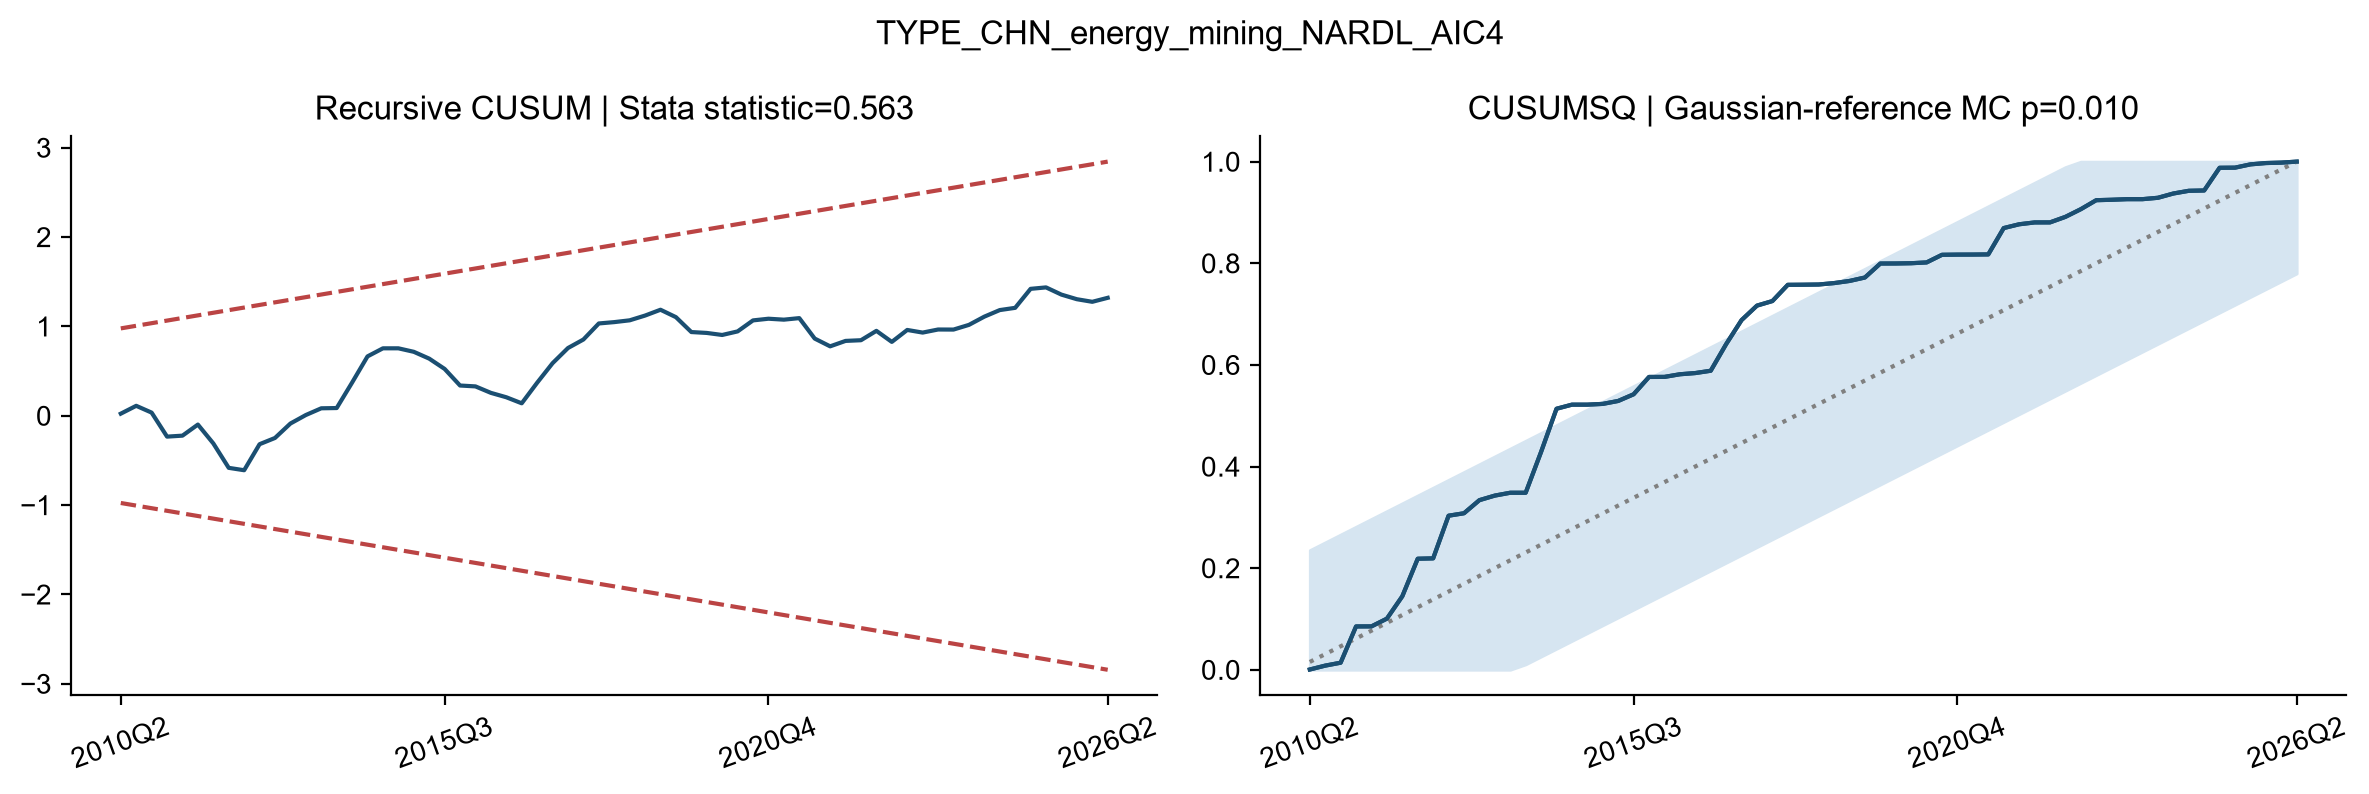 TYPE_CHN_energy_mining_NARDL_AIC4
Recursive CUSUM | Stata statistic=0.563
3
2
1
0
−1
−2
−3
2010Q2
2015Q3
2020Q4
2026Q2
CUSUMSQ | Gaussian-reference MC p=0.010
1.0
0.8
0.6
0.4
0.2
0.0
2010Q2
2015Q3
2020Q4
2026Q2